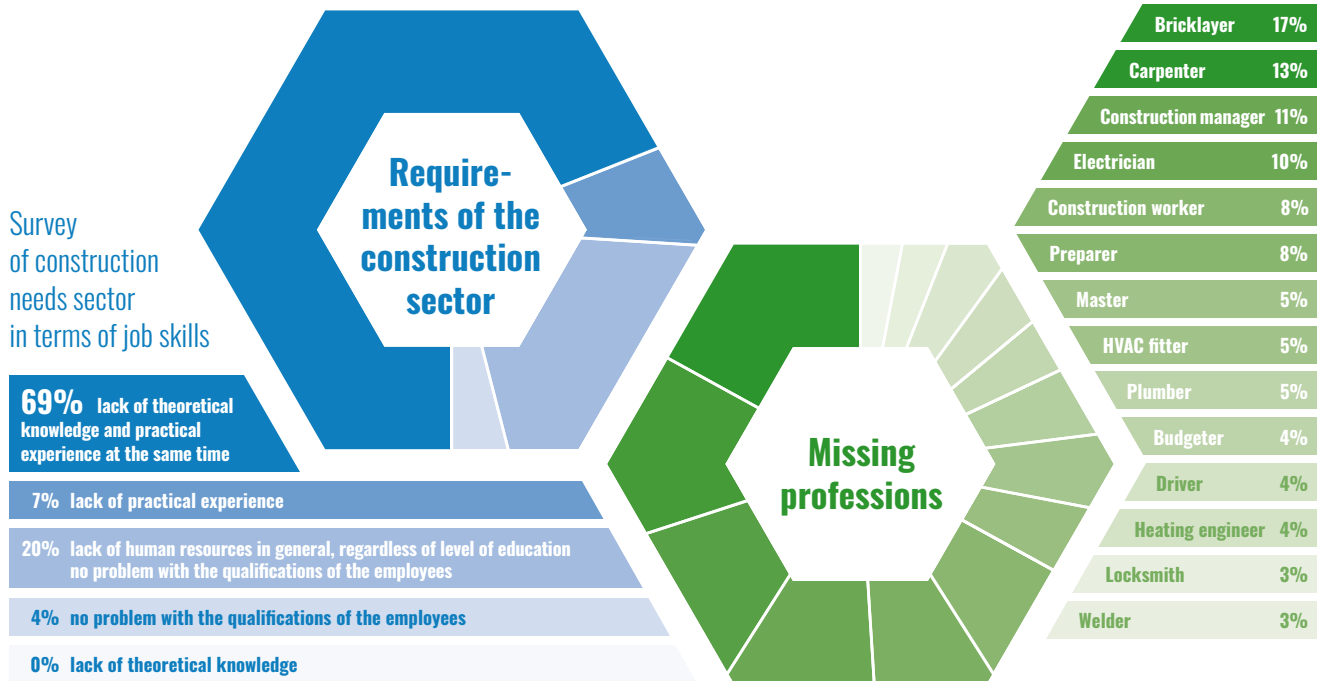 Survey
of construction
needs sector
in terms of job skills
69% lack of theoretical
knowledge and practical
experience at the same time
7% lack of practical experience
20% lack of human resources in general, regardless of level of education
no problem with the qualifications of the employees
4% no problem with the qualifications of the employees
0% lack of theoretical knowledge
Require-
ments of the
construction
sector
Missing
professions
Bricklayer 17%
Carpenter 13%
Construction manager 11%
Electrician 10%
Construction worker 8%
Preparer 8%
Master 5%
HVAC fitter 5%
Plumber 5%
Budgeter 4%
Driver 4%
Heating engineer 4%
Locksmith 3%
Welder 3%